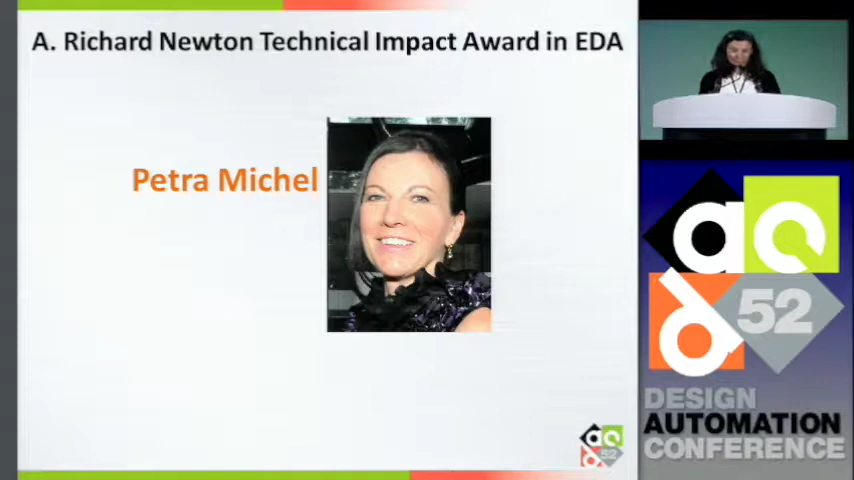 A. Richard Newton Technical Impact Award in EDA
Petra Michel
52
52
DESIGN
AUTOMATION
CONFERENCE